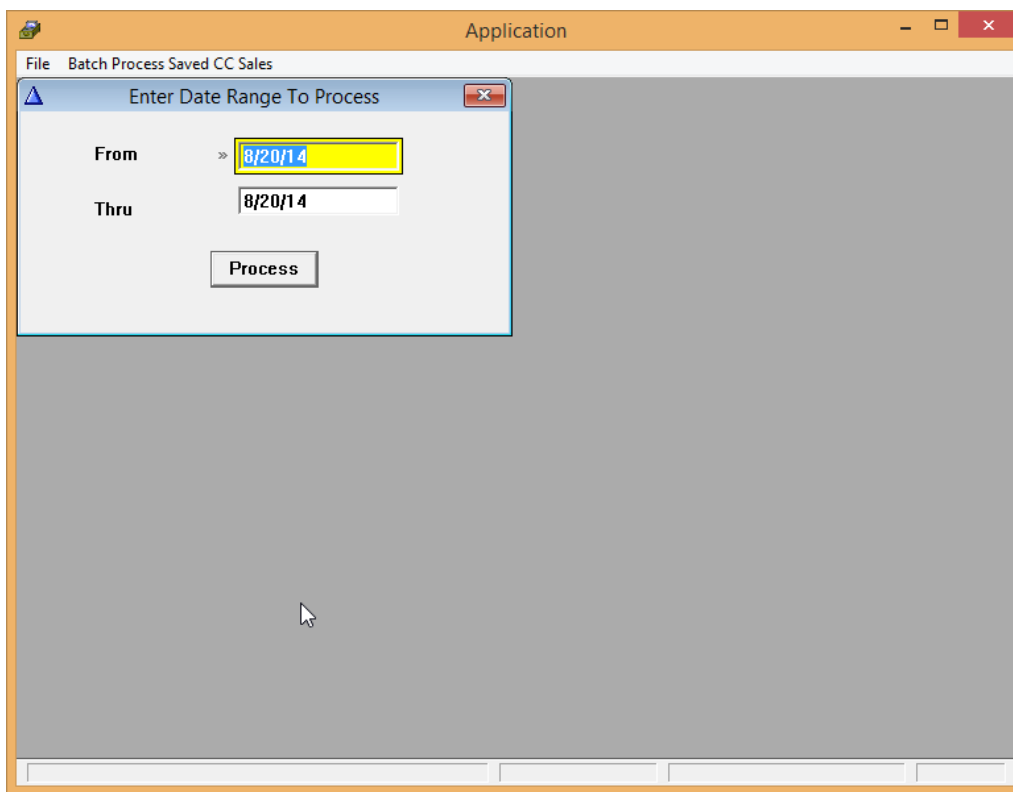 Application
File Batch Process Saved CC Sales
Enter Date Range To Process
From » 8/20/14
Thru 8/20/14
Process